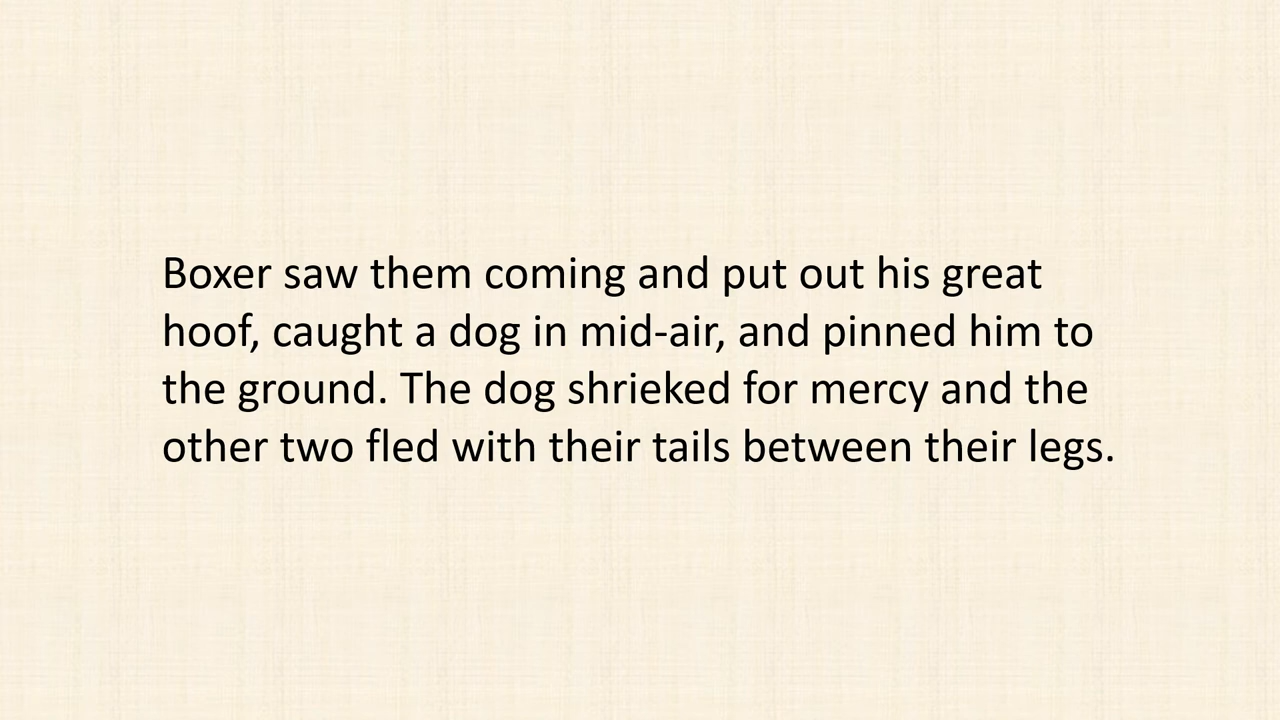 Boxer saw them coming and put out his great
hoof, caught a dog in mid-air, and pinned him to
the ground. The dog shrieked for mercy and the
other two fled with their tails between their legs.